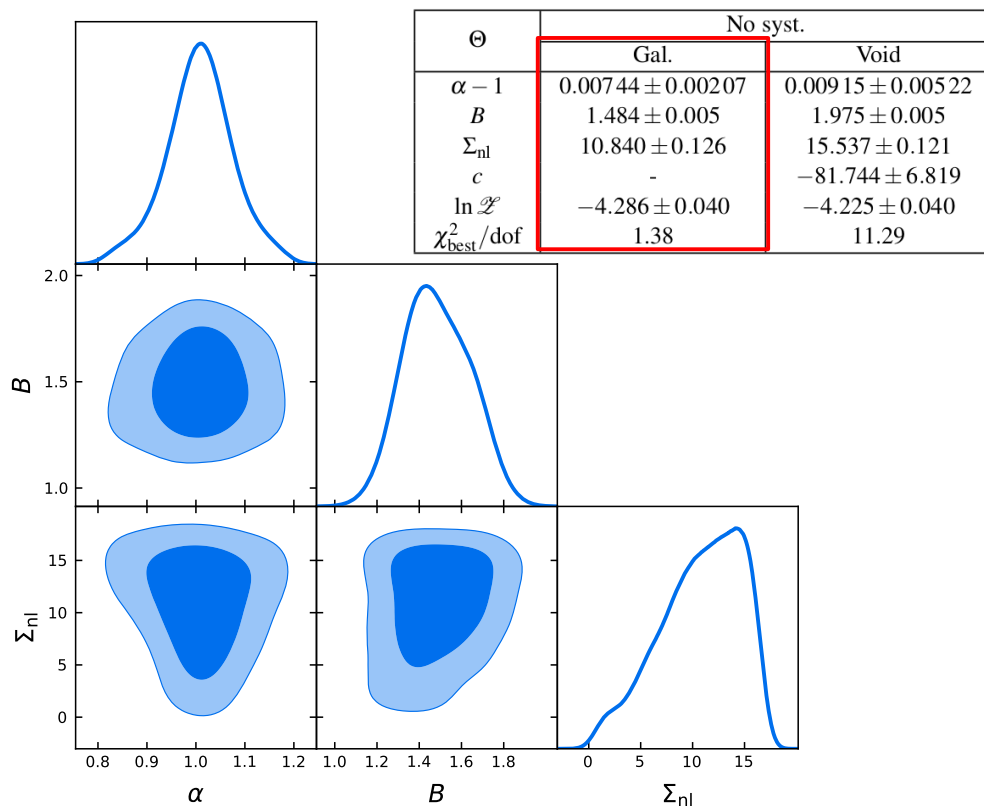 Θ No syst.
Gal. Void
α − 1 0.00744 ± 0.00207 0.00915 ± 0.00522
B 1.484 ± 0.005 1.975 ± 0.005
Σnl 10.840 ± 0.126 15.537 ± 0.121
c - −81.744 ± 6.819
ln 𝒵 −4.286 ± 0.040 −4.225 ± 0.040
χ²best/dof 1.38 11.29
2.0
1.5
1.0
B
15
10
5
0
Σnl
0.8 0.9 1.0 1.1 1.2
α
1.0 1.2 1.4 1.6 1.8
B
0 5 10 15
Σnl